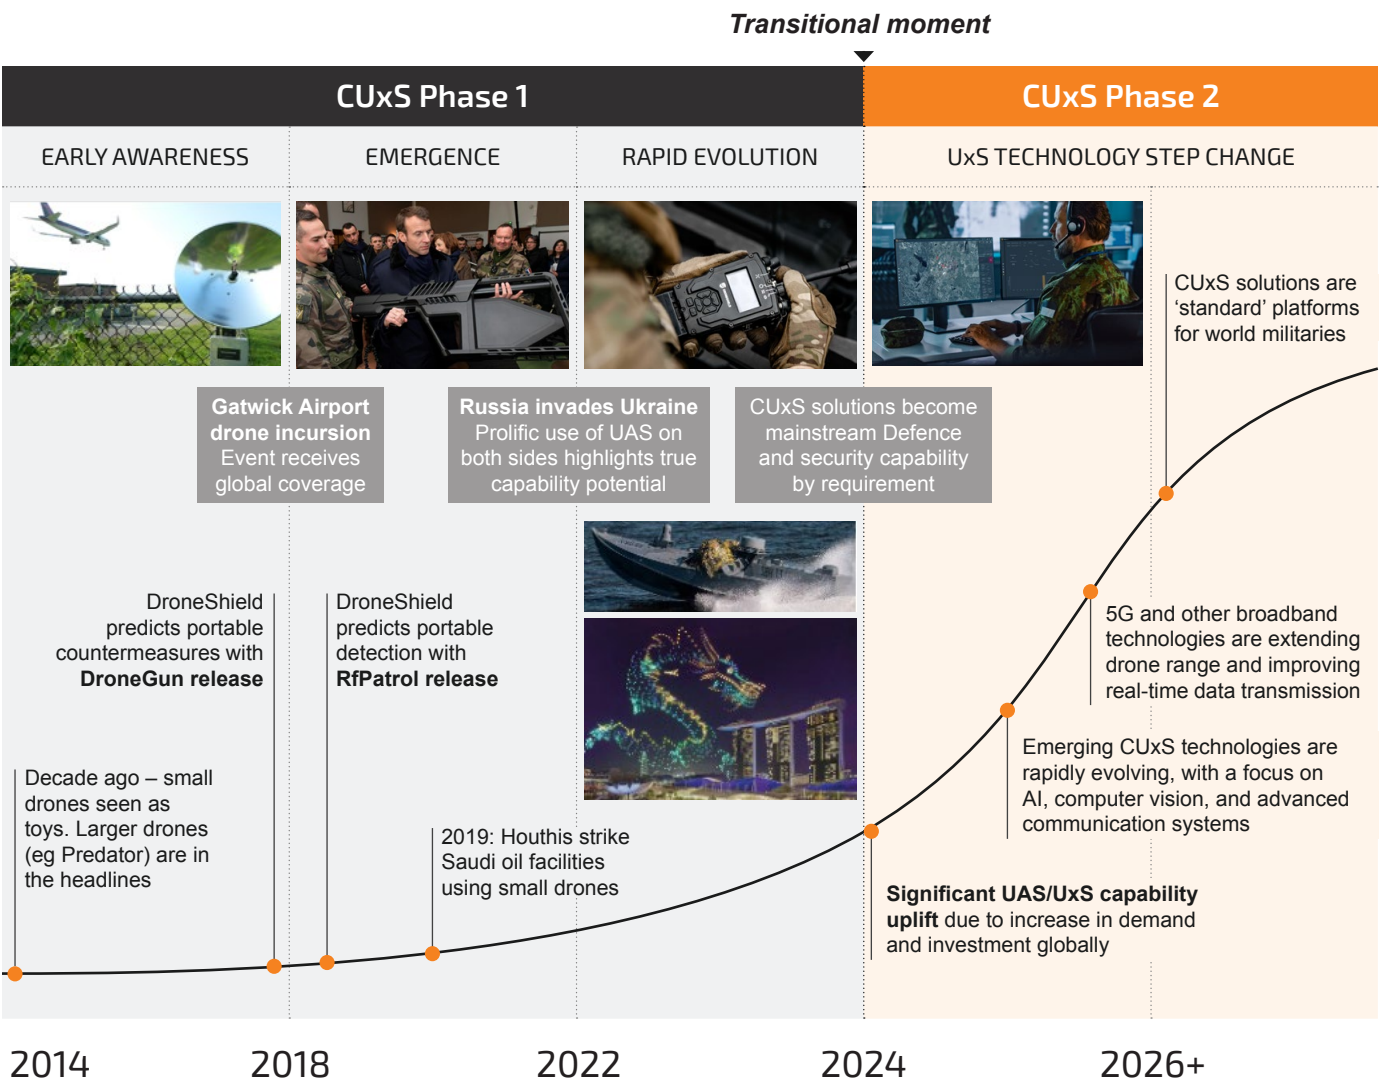 Transitional moment
CUxS Phase 1
CUxS Phase 2
EARLY AWARENESS
EMERGENCE
RAPID EVOLUTION
UxS TECHNOLOGY STEP CHANGE
CUxS solutions are
‘standard’ platforms
for world militaries
Gatwick Airport
drone incursion
Event receives
global coverage
Russia invades Ukraine
Prolific use of UAS on
both sides highlights true
capability potential
CUxS solutions become
mainstream Defence
and security capability
by requirement
DroneShield
predicts portable
countermeasures with
DroneGun release
DroneShield
predicts portable
detection with
RfPatrol release
5G and other broadband
technologies are extending
drone range and improving
real-time data transmission
Emerging CUxS technologies are
rapidly evolving, with a focus on
AI, computer vision, and advanced
communication systems
Decade ago – small
drones seen as
toys. Larger drones
(eg Predator) are in
the headlines
2019: Houthis strike
Saudi oil facilities
using small drones
Significant UAS/UxS capability
uplift due to increase in demand
and investment globally
2014
2018
2022
2024
2026+